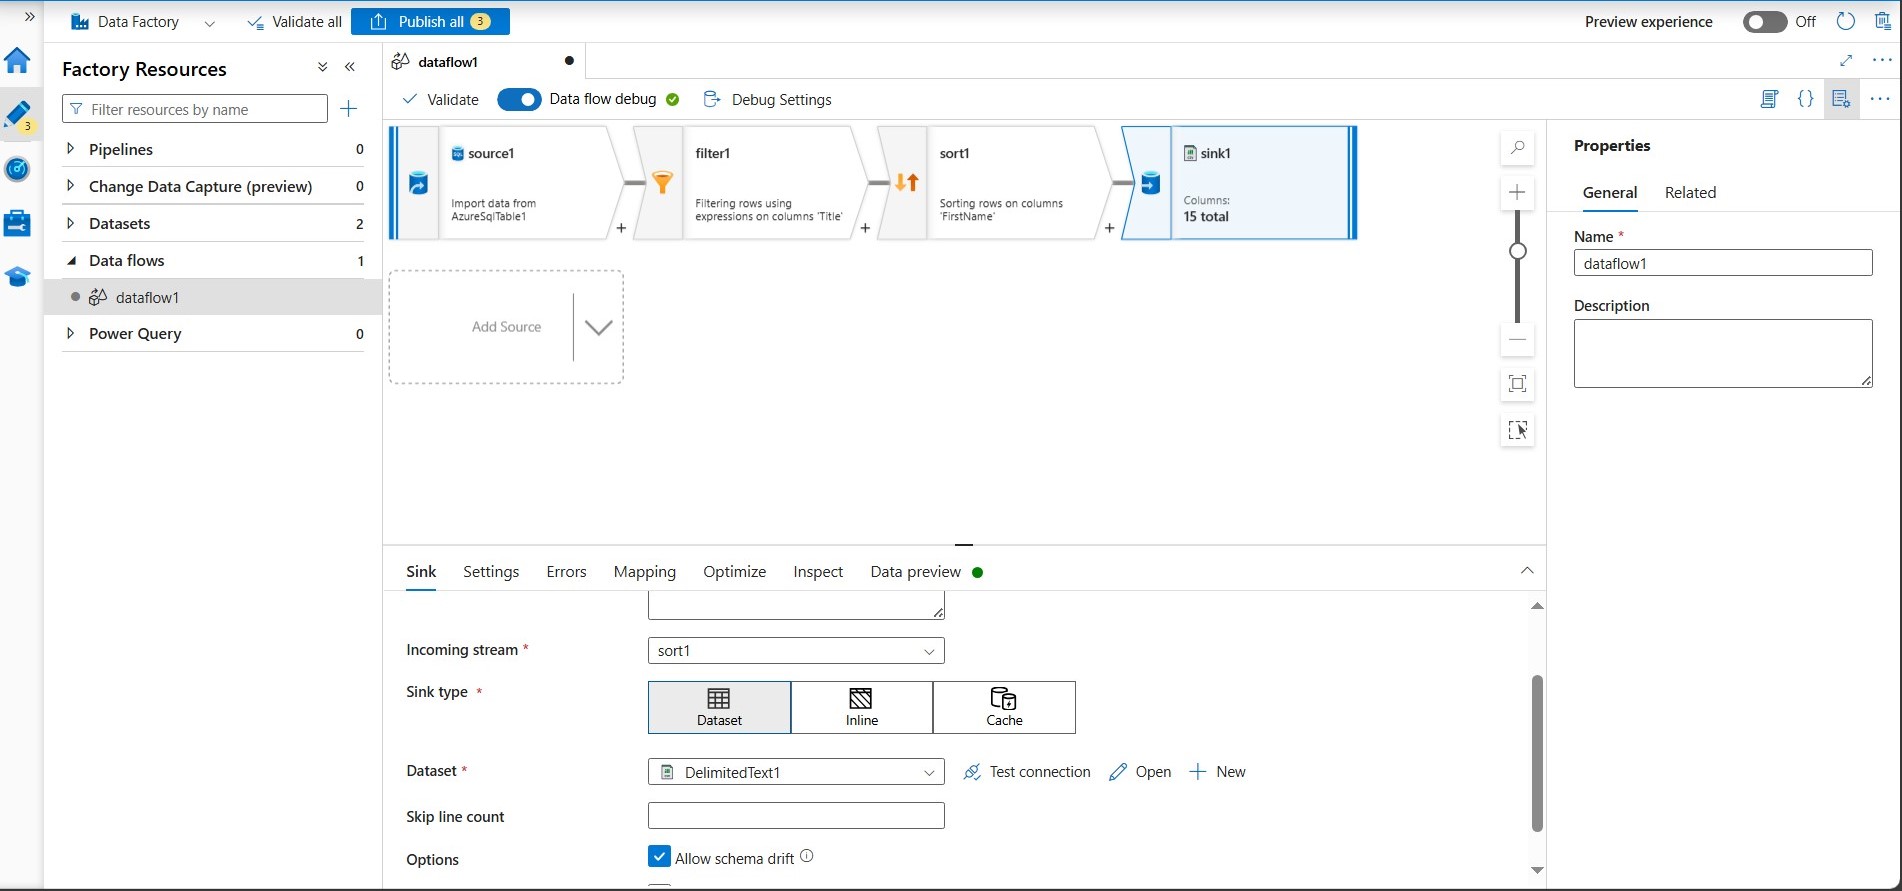 Data Factory
Validate all
Publish all 3
Preview experience
Off
3
Factory Resources
Filter resources by name
Pipelines 0
Change Data Capture (preview) 0
Datasets 2
Data flows 1
dataflow1
Power Query 0
dataflow1
Validate
Data flow debug
Debug Settings
source1
Import data from
AzureSqlTable1
+
filter1
Filtering rows using
expressions on columns 'Title'
+
sort1
Sorting rows on columns
'FirstName'
+
sink1
Columns:
15 total
Add Source
Properties
General
Related
Name *
dataflow1
Description
Sink
Settings
Errors
Mapping
Optimize
Inspect
Data preview
Incoming stream *
sort1
Sink type *
Dataset
Inline
Cache
Dataset *
DelimitedText1
Test connection
Open
New
Skip line count
Options
Allow schema drift